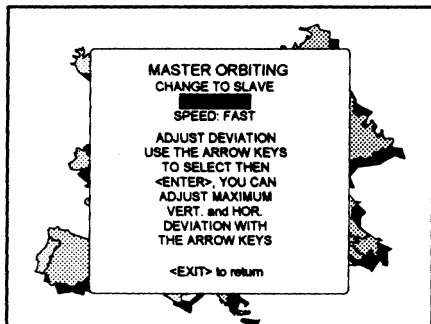 MASTER ORBITING
CHANGE TO SLAVE
SPEED: FAST
ADJUST DEVIATION
USE THE ARROW KEYS
TO SELECT THEN
<ENTER>, YOU CAN
ADJUST MAXIMUM
VERT. and HOR.
DEVIATION WITH
THE ARROW KEYS
<EXIT> to return